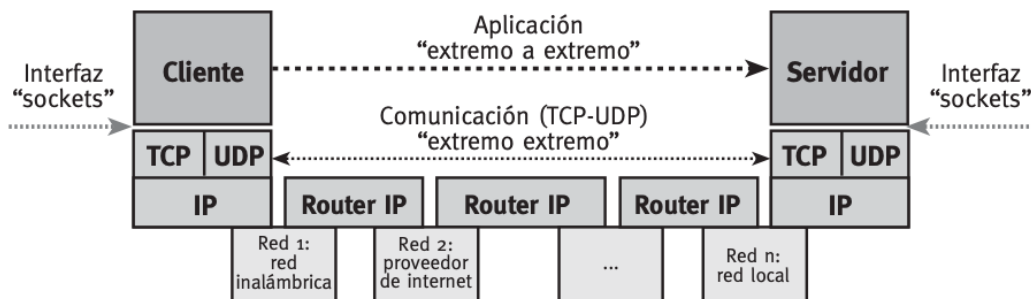 Aplicación
“extremo a extremo”
Cliente
Servidor
Interfaz
“sockets”
Interfaz
“sockets”
Comunicación (TCP-UDP)
“extremo extremo”
TCP
UDP
TCP
UDP
IP
Router IP
Router IP
Router IP
IP
Red 1:
red
inalámbrica
Red 2:
proveedor
de internet
...
Red n:
red local